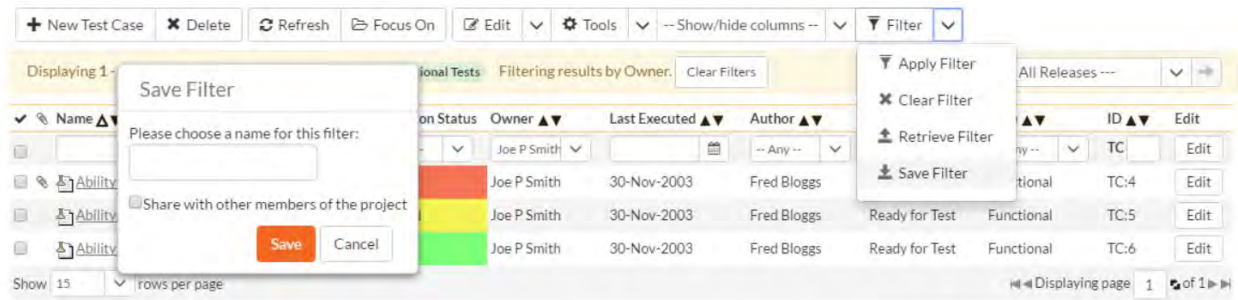 New Test Case Delete Refresh Focus On Edit Tools -- Show/hide columns -- Filter
Displaying 1 - ional Tests Filtering results by Owner. Clear Filters All Releases ---
Save Filter
Please choose a name for this filter:
Share with other members of the project
Save Cancel
Apply Filter
Clear Filter
Retrieve Filter
Save Filter
Name on Status Owner Last Executed Author ID Edit
Joe P Smith -- Any -- ny -- TC Edit
Ability Joe P Smith 30-Nov-2003 Fred Bloggs tional TC:4 Edit
Ability Joe P Smith 30-Nov-2003 Fred Bloggs Ready for Test Functional TC:5 Edit
Ability Joe P Smith 30-Nov-2003 Fred Bloggs Ready for Test Functional TC:6 Edit
Show 15 rows per page Displaying page 1 of 1